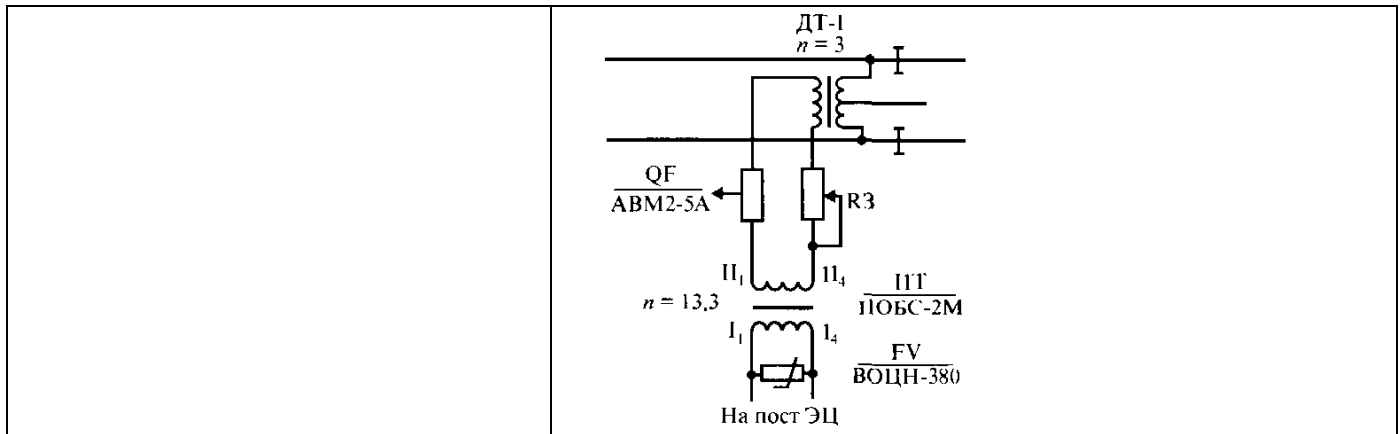 ДТ-1
n = 3
QF
АВМ2-5А
R3
II₁
II₄
n = 13,3
ПТ
ПОБС-2М
I₁
I₄
FV
ВОЦН-380
На пост ЭЦ